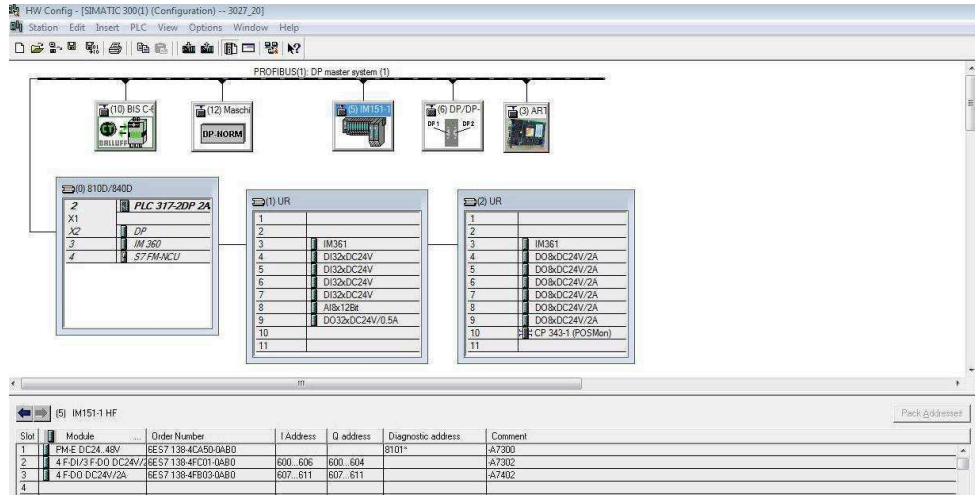 HW Config - [SIMATIC 300(1) (Configuration) -- 3027_20]
Station Edit Insert PLC View Options Window Help
PROFIBUS(1): DP master system (1)
(10) BIS C-6
BALLUFF
(12) Maschi
DP-NORM
(5) IM151-1
(6) DP/DP-
DP1 DP2
(3) ART
(0) 810D/840D
2 PLC 317-2DP 2A
X1
X2 DP
3 IM 360
4 S7 FM-NCU
(1) UR
1
2
3 IM361
4 DI32xDC24V
5 DI32xDC24V
6 DI32xDC24V
7 DI32xDC24V
8 AI8x12Bit
9 DO32xDC24V/0.5A
10
11
(2) UR
1
2
3 IM361
4 DO8xDC24V/2A
5 DO8xDC24V/2A
6 DO8xDC24V/2A
7 DO8xDC24V/2A
8 DO8xDC24V/2A
9 DO8xDC24V/2A
10 CP 343-1 (POSMon)
11
(5) IM151-1 HF
Pack Addresses
Slot Module ... Order Number I Address Q address Diagnostic address Comment
1 PM-E DC24..48V 6ES7 138-4CA50-0AB0 8101* -A7300
2 4 F-DI/3 F-DO DC24V/2 6ES7 138-4FC01-0AB0 600...606 600...604 -A7302
3 4 F-DO DC24V/2A 6ES7 138-4FB03-0AB0 607...611 607...611 -A7402
4